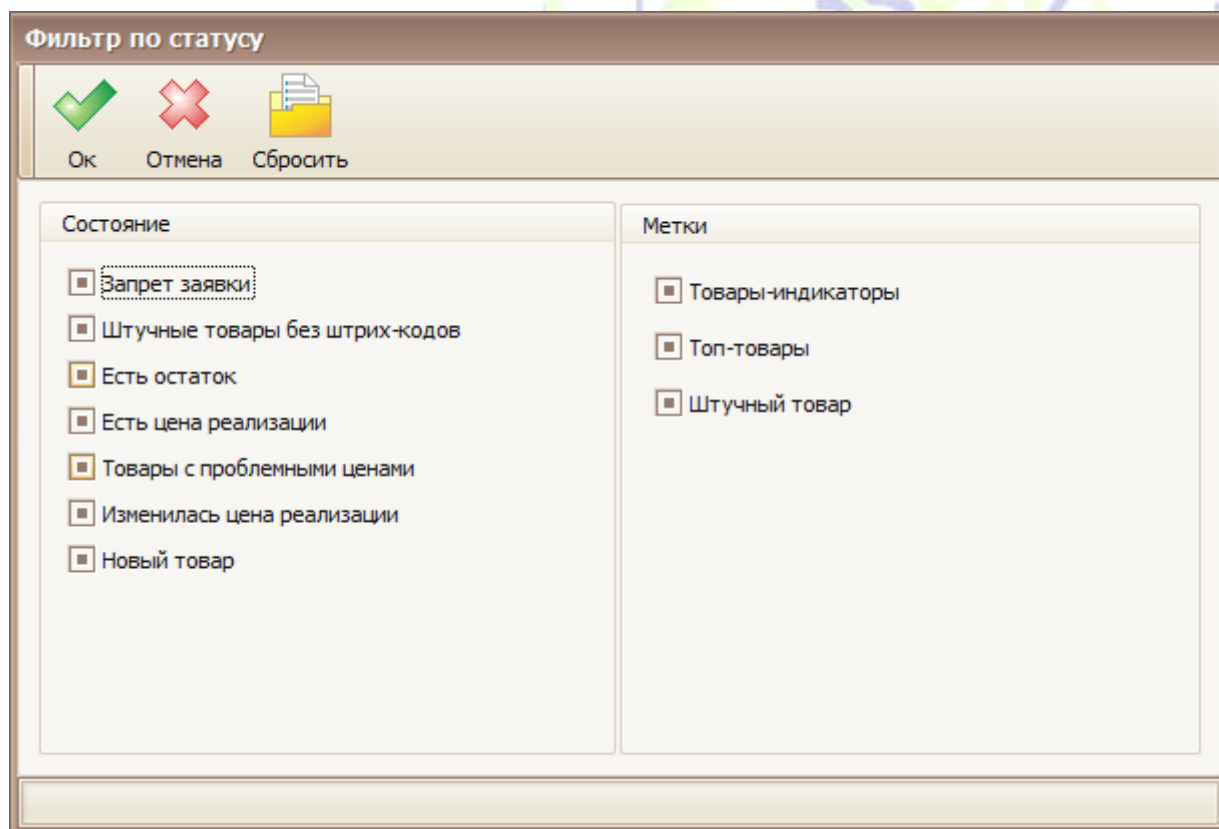 Фильтр по статусу
Ок Отмена Сбросить
Состояние
Запрет заявки
Штучные товары без штрих-кодов
Есть остаток
Есть цена реализации
Товары с проблемными ценами
Изменилась цена реализации
Новый товар
Метки
Товары-индикаторы
Топ-товары
Штучный товар